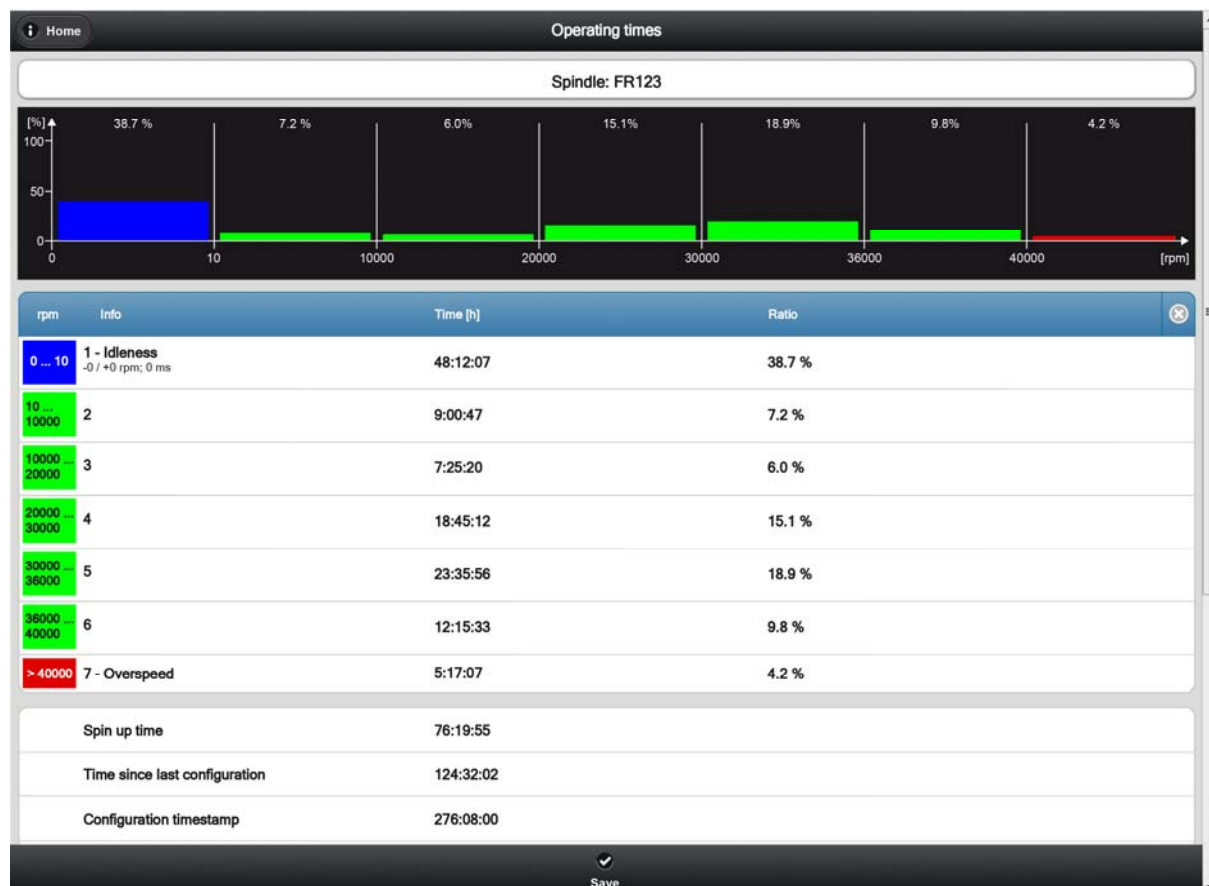 Home
Operating times
Spindle: FR123
[%] 38.7 % 7.2 % 6.0% 15.1% 18.9% 9.8% 4.2 %
100
50
0
0 10 10000 20000 30000 36000 40000 [rpm]
rpm Info Time [h] Ratio
0 ... 10 1 - Idleness 48:12:07 38.7 %
-0 / +0 rpm; 0 ms
10 ...
10000 2 9:00:47 7.2 %
10000 ...
20000 3 7:25:20 6.0 %
20000 ...
30000 4 18:45:12 15.1 %
30000 ...
36000 5 23:35:56 18.9 %
36000 ...
40000 6 12:15:33 9.8 %
> 40000 7 - Overspeed 5:17:07 4.2 %
Spin up time 76:19:55
Time since last configuration 124:32:02
Configuration timestamp 276:08:00
Save